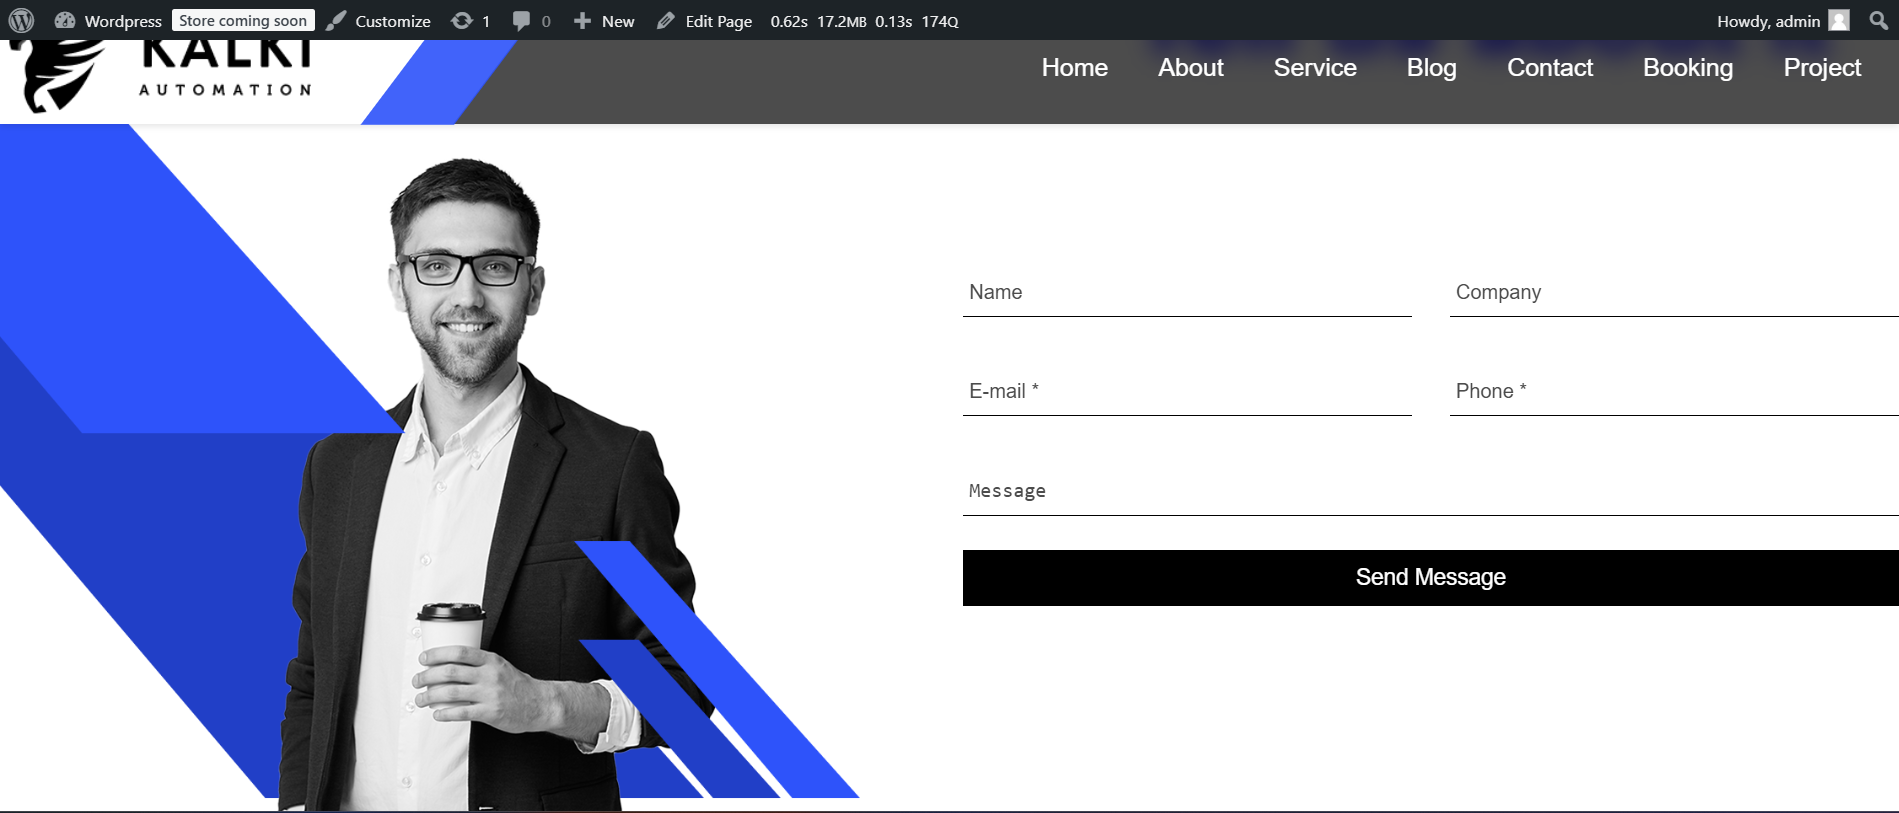 Wordpress Store coming soon Customize 1 0 New Edit Page 0.62s 17.2MB 0.13s 174Q Howdy, admin
KALKI
AUTOMATION
Home About Service Blog Contact Booking Project
Name Company
E-mail * Phone *
Message
Send Message